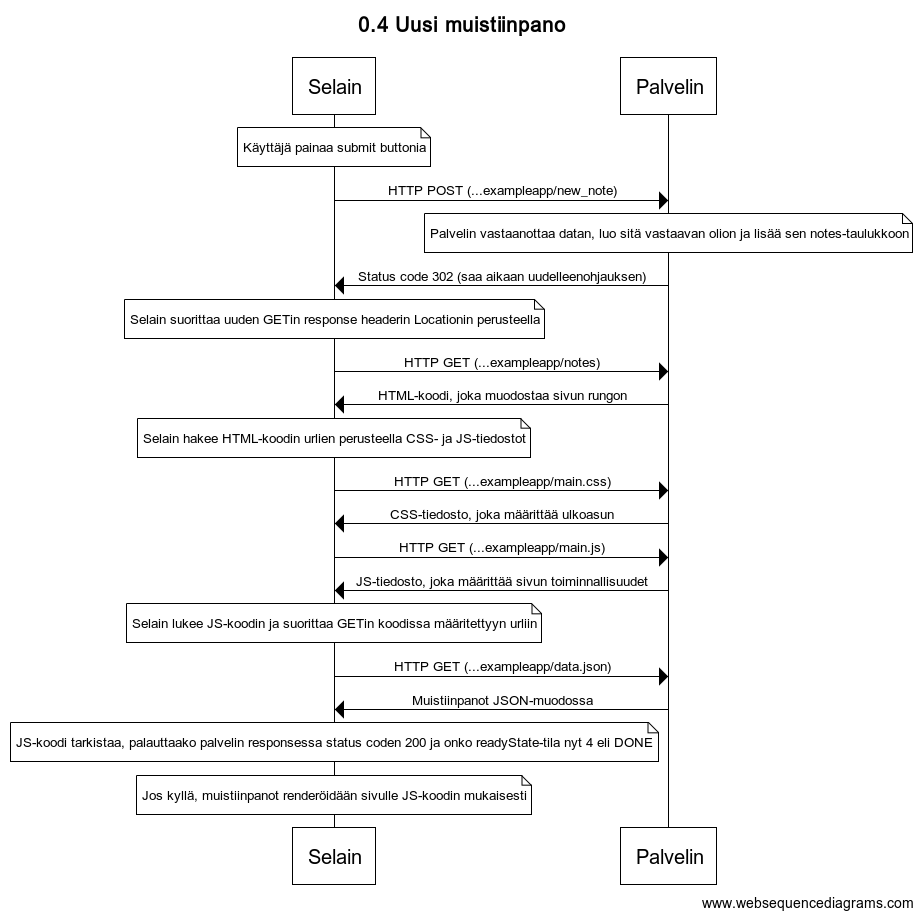 0.4 Uusi muistiinpano
Selain
Palvelin
Käyttäjä painaa submit buttonia
HTTP POST (...exampleapp/new_note)
Palvelin vastaanottaa datan, luo sitä vastaavan olion ja lisää sen notes-taulukkoon
Status code 302 (saa aikaan uudelleenohjauksen)
Selain suorittaa uuden GETin response headerin Locationin perusteella
HTTP GET (...exampleapp/notes)
HTML-koodi, joka muodostaa sivun rungon
Selain hakee HTML-koodin urlien perusteella CSS- ja JS-tiedostot
HTTP GET (...exampleapp/main.css)
CSS-tiedosto, joka määrittää ulkoasun
HTTP GET (...exampleapp/main.js)
JS-tiedosto, joka määrittää sivun toiminnallisuudet
Selain lukee JS-koodin ja suorittaa GETin koodissa määritettyyn urliin
HTTP GET (...exampleapp/data.json)
Muistiinpanot JSON-muodossa
JS-koodi tarkistaa, palauttaako palvelin responsessa status coden 200 ja onko readyState-tila nyt 4 eli DONE
Jos kyllä, muistiinpanot renderöidään sivulle JS-koodin mukaisesti
Selain
Palvelin
www.websequencediagrams.com